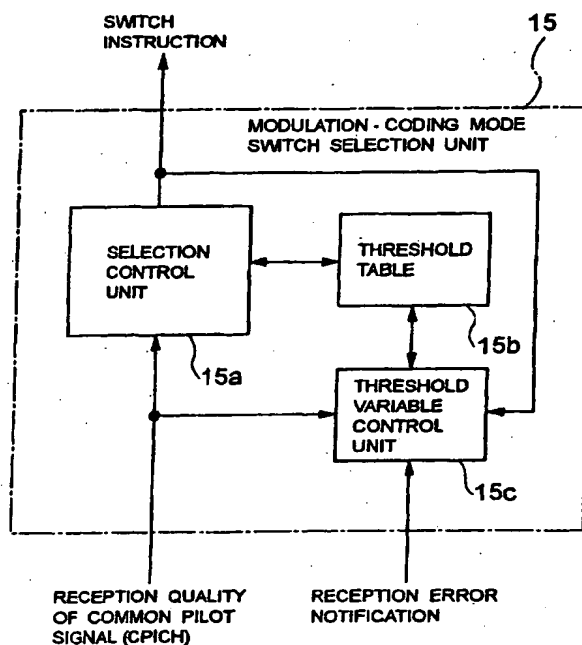 SWITCH
INSTRUCTION
15
MODULATION - CODING MODE
SWITCH SELECTION UNIT
SELECTION
CONTROL
UNIT
15a
THRESHOLD
TABLE
15b
THRESHOLD
VARIABLE
CONTROL
UNIT
15c
RECEPTION QUALITY
OF COMMON PILOT
SIGNAL (CPICH)
RECEPTION ERROR
NOTIFICATION